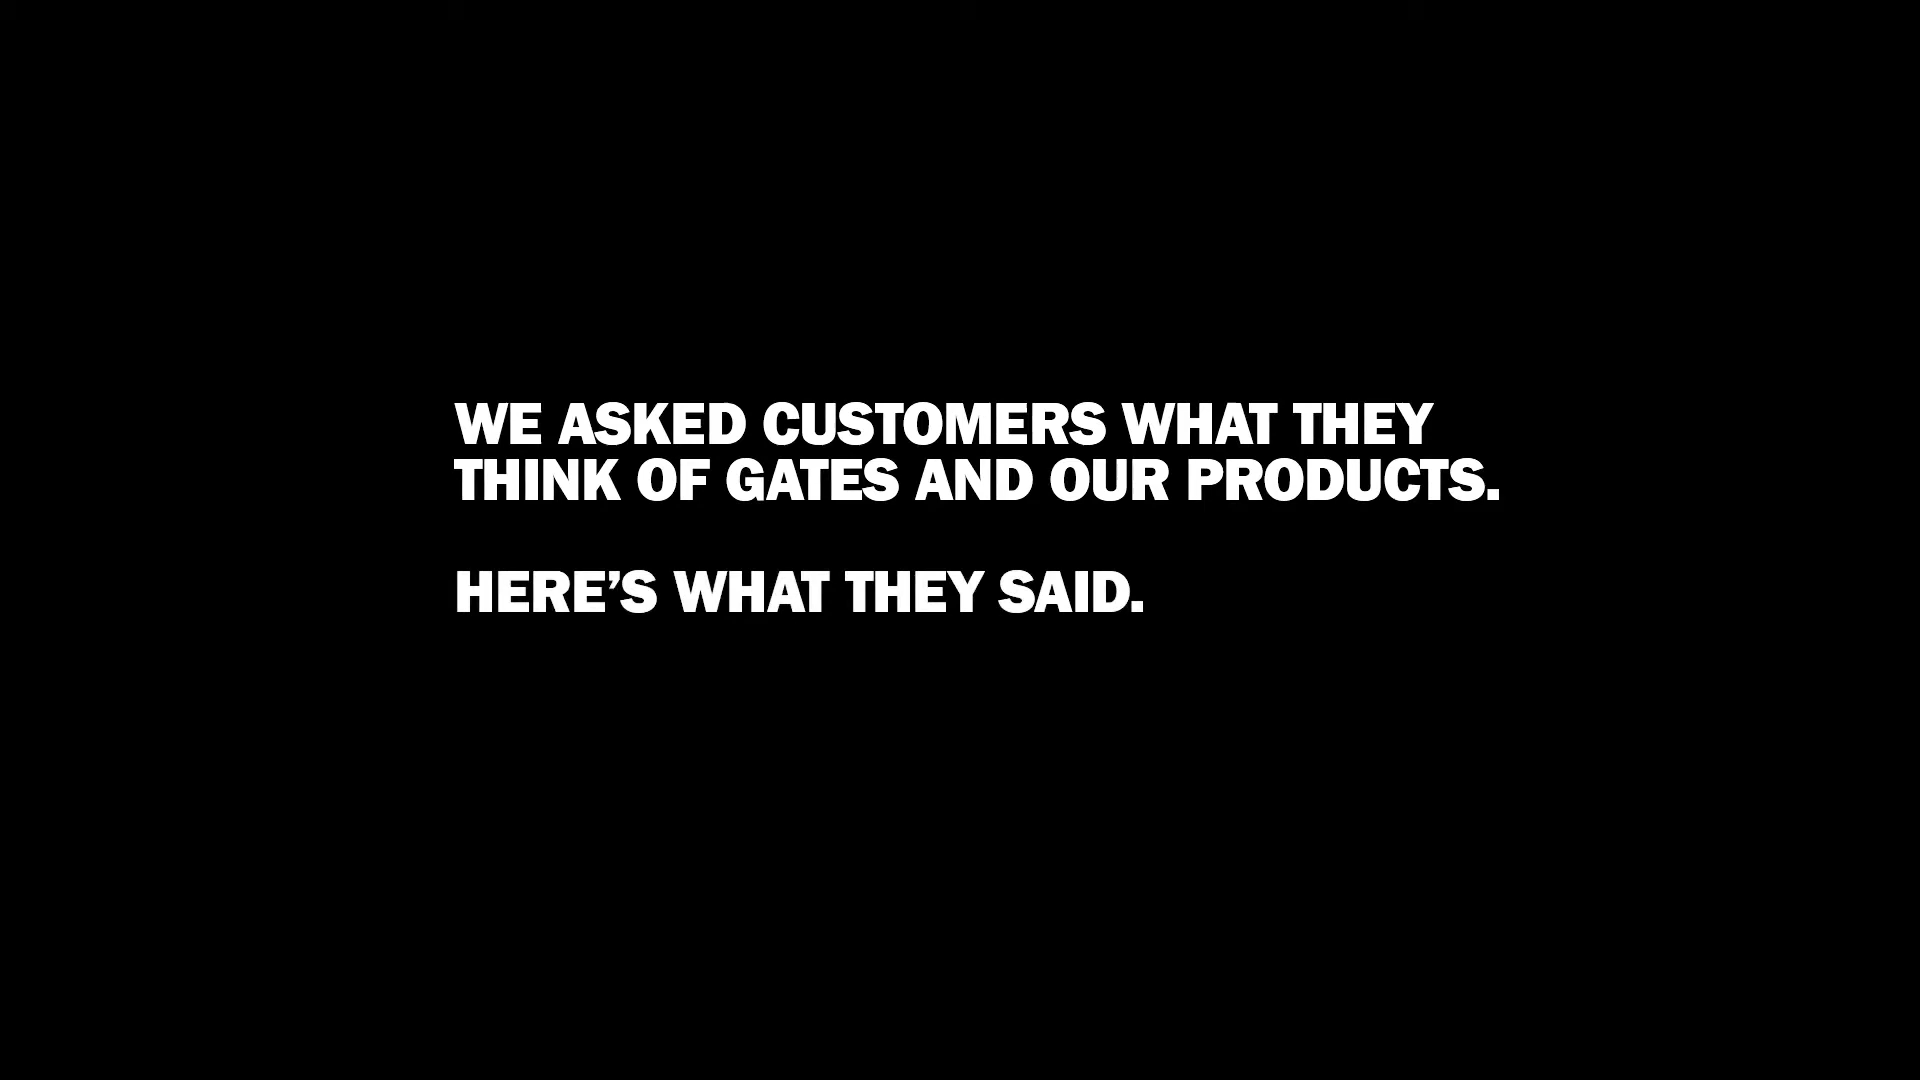 WE ASKED CUSTOMERS WHAT THEY
THINK OF GATES AND OUR PRODUCTS.
HERE’S WHAT THEY SAID.